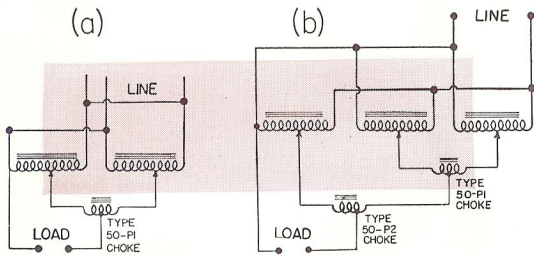 (a)
LINE
TYPE
50-P1
CHOKE
LOAD
(b)
LINE
TYPE
50-P1
CHOKE
LOAD
TYPE
50-P2
CHOKE